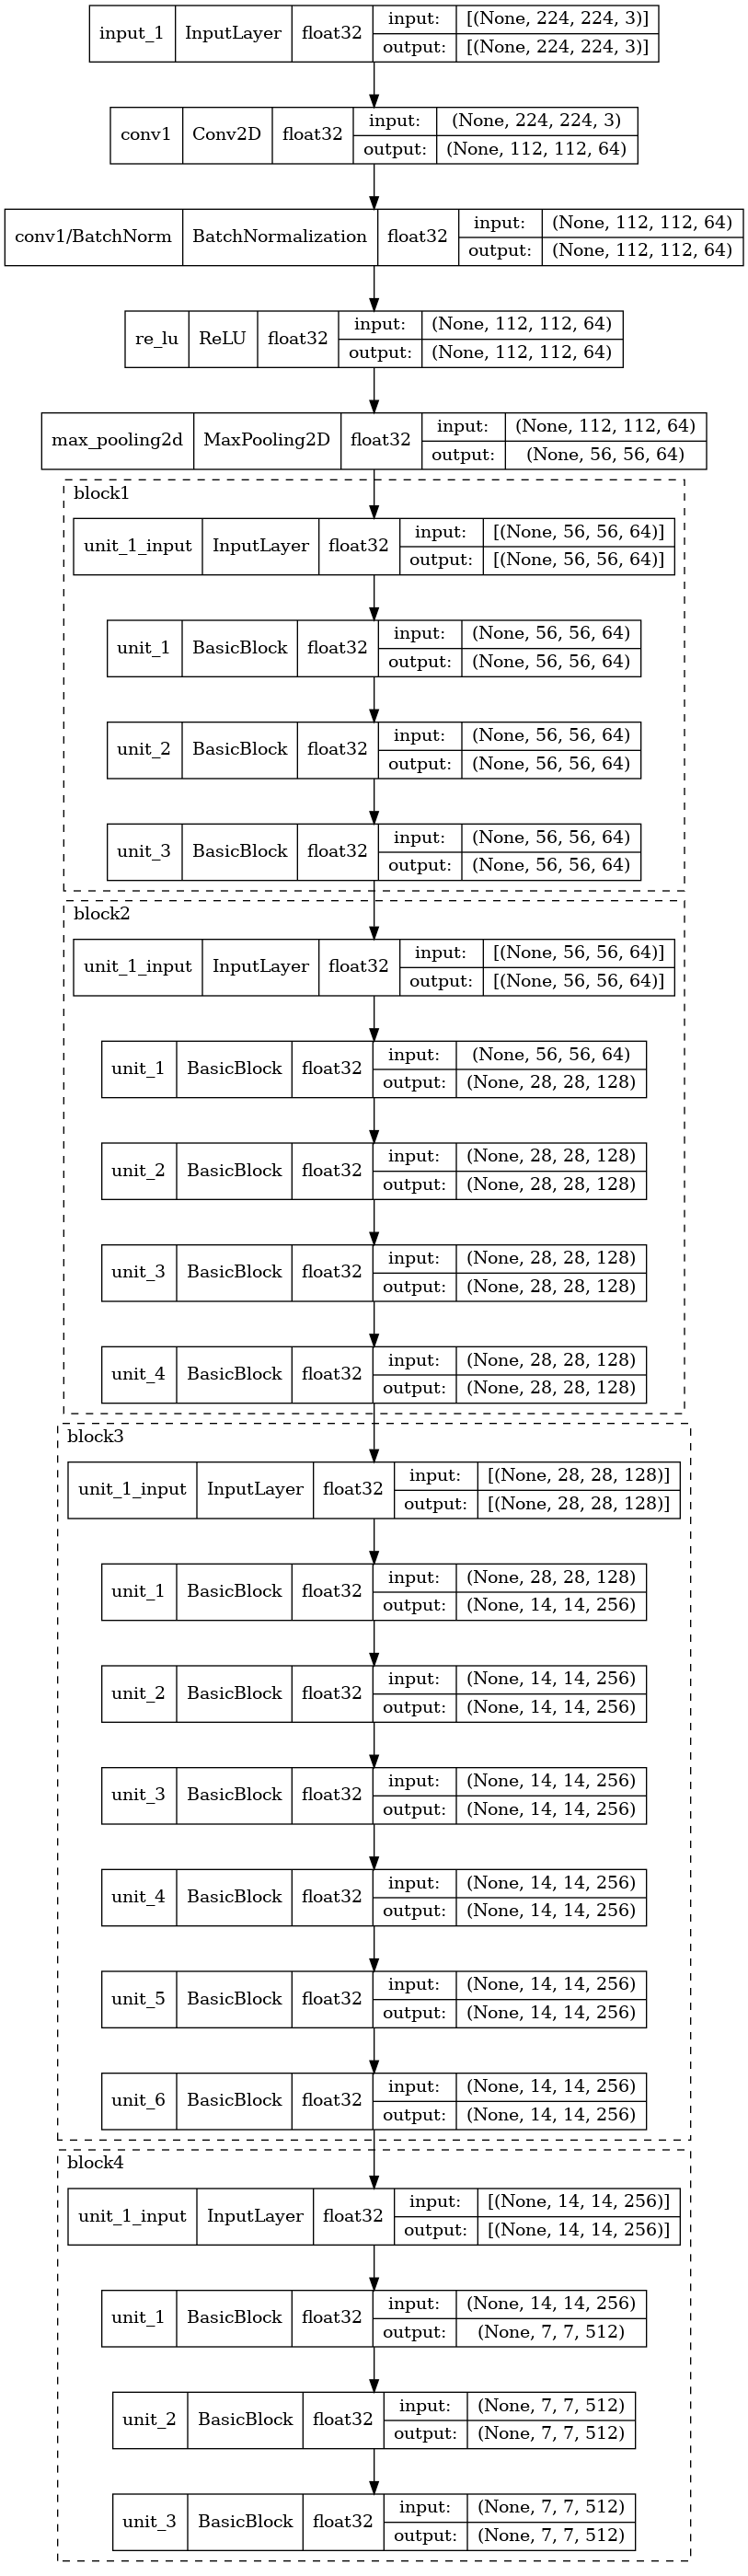 input_1 InputLayer float32 input: [(None, 224, 224, 3)]
output: [(None, 224, 224, 3)]
conv1 Conv2D float32 input: (None, 224, 224, 3)
output: (None, 112, 112, 64)
conv1/BatchNorm BatchNormalization float32 input: (None, 112, 112, 64)
output: (None, 112, 112, 64)
re_lu ReLU float32 input: (None, 112, 112, 64)
output: (None, 112, 112, 64)
max_pooling2d MaxPooling2D float32 input: (None, 112, 112, 64)
output: (None, 56, 56, 64)
block1
unit_1_input InputLayer float32 input: [(None, 56, 56, 64)]
output: [(None, 56, 56, 64)]
unit_1 BasicBlock float32 input: (None, 56, 56, 64)
output: (None, 56, 56, 64)
unit_2 BasicBlock float32 input: (None, 56, 56, 64)
output: (None, 56, 56, 64)
unit_3 BasicBlock float32 input: (None, 56, 56, 64)
output: (None, 56, 56, 64)
block2
unit_1_input InputLayer float32 input: [(None, 56, 56, 64)]
output: [(None, 56, 56, 64)]
unit_1 BasicBlock float32 input: (None, 56, 56, 64)
output: (None, 28, 28, 128)
unit_2 BasicBlock float32 input: (None, 28, 28, 128)
output: (None, 28, 28, 128)
unit_3 BasicBlock float32 input: (None, 28, 28, 128)
output: (None, 28, 28, 128)
unit_4 BasicBlock float32 input: (None, 28, 28, 128)
output: (None, 28, 28, 128)
block3
unit_1_input InputLayer float32 input: [(None, 28, 28, 128)]
output: [(None, 28, 28, 128)]
unit_1 BasicBlock float32 input: (None, 28, 28, 128)
output: (None, 14, 14, 256)
unit_2 BasicBlock float32 input: (None, 14, 14, 256)
output: (None, 14, 14, 256)
unit_3 BasicBlock float32 input: (None, 14, 14, 256)
output: (None, 14, 14, 256)
unit_4 BasicBlock float32 input: (None, 14, 14, 256)
output: (None, 14, 14, 256)
unit_5 BasicBlock float32 input: (None, 14, 14, 256)
output: (None, 14, 14, 256)
unit_6 BasicBlock float32 input: (None, 14, 14, 256)
output: (None, 14, 14, 256)
block4
unit_1_input InputLayer float32 input: [(None, 14, 14, 256)]
output: [(None, 14, 14, 256)]
unit_1 BasicBlock float32 input: (None, 14, 14, 256)
output: (None, 7, 7, 512)
unit_2 BasicBlock float32 input: (None, 7, 7, 512)
output: (None, 7, 7, 512)
unit_3 BasicBlock float32 input: (None, 7, 7, 512)
output: (None, 7, 7, 512)